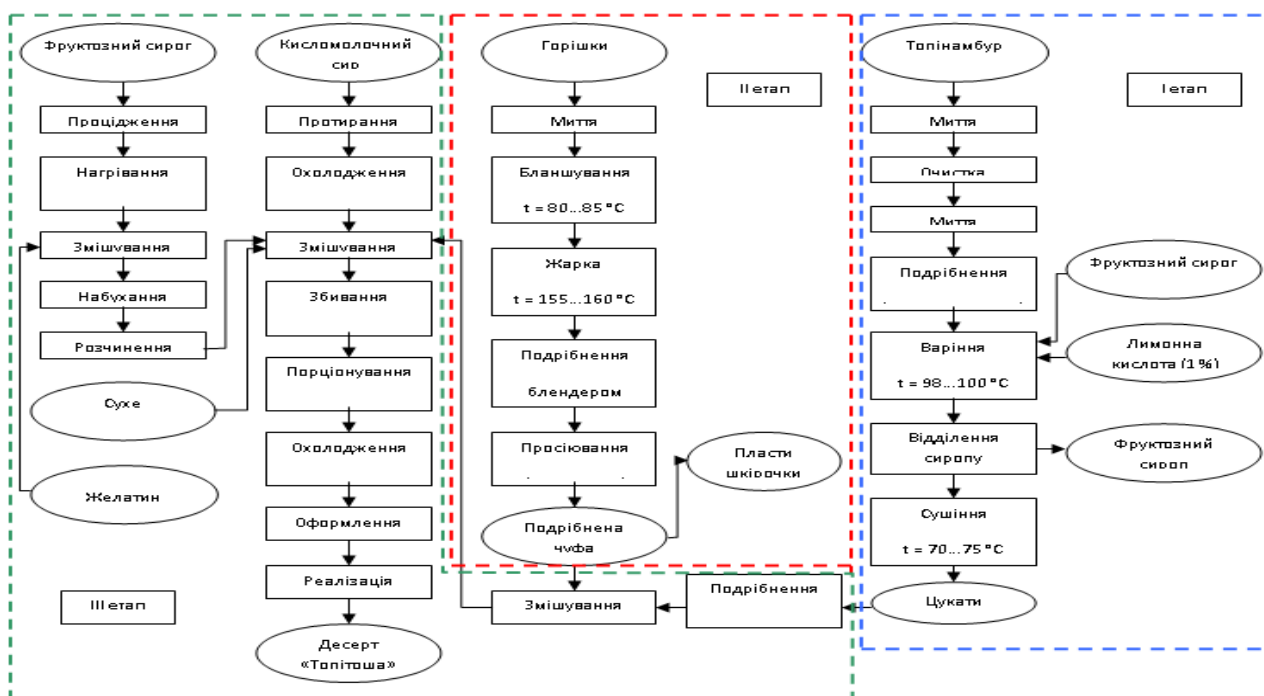 Фруктозний сироп
Процідження
Нагрівання
Змішування
Набухання
Розчинення
Сухе
Желатин
III етап
Кисломолочний
сир
Протирання
Охолодження
Змішування
Збивання
Порціонування
Охолодження
Оформлення
Реалізація
Десерт
«Топітоша»
Горішки
II етап
Миття
Бланшування
t = 80...85 °C
Жарка
t = 155...160 °C
Подрібнення
блендером
Просіювання
Пласти
шкірочки
Подрібнена
чуфа
Змішування
Подрібнення
Топінамбур
I етап
Миття
Очистка
Миття
Подрібнення
Фруктозний сироп
Варіння
t = 98...100 °C
Лимонна
кислота (1%)
Відділення
сиропу
Фруктозний
сироп
Сушіння
t = 70...75 °C
Цукати